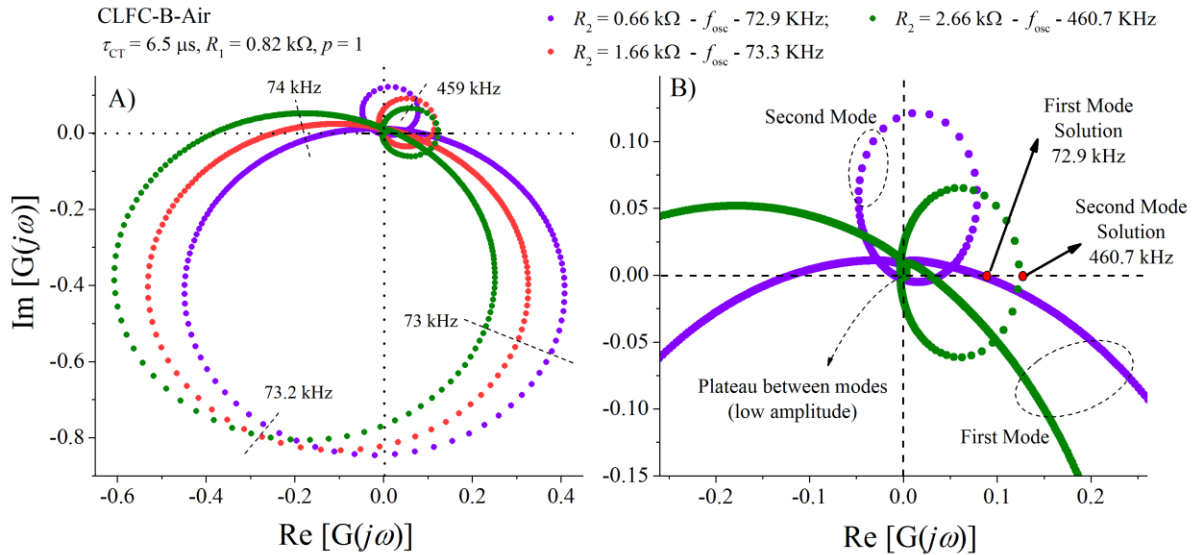 CLFC-B-Air
τCT = 6.5 μs, R1 = 0.82 kΩ, p = 1
R2 = 0.66 kΩ - fosc - 72.9 KHz;
R2 = 2.66 kΩ - fosc - 460.7 KHz
R2 = 1.66 kΩ - fosc - 73.3 KHz
A)
74 kHz
459 kHz
73 kHz
73.2 kHz
0.0
-0.2
-0.4
-0.6
-0.8
Im [G(jω)]
-0.6
-0.4
-0.2
0.0
0.2
0.4
Re [G(jω)]
B)
Second Mode
First Mode
Solution
72.9 kHz
Second Mode
Solution
460.7 kHz
Plateau between modes
(low amplitude)
First Mode
0.10
0.05
0.00
-0.05
-0.10
-0.15
-0.2
-0.1
0.0
0.1
0.2
Re [G(jω)]